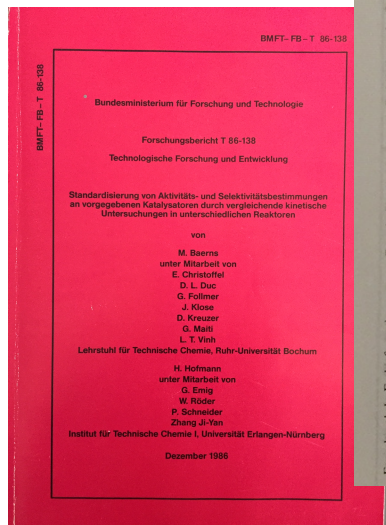 BMFT– FB – T 86-138
BMFT– FB – T 86-138
Bundesministerium für Forschung und Technologie
Forschungsbericht T 86-138
Technologische Forschung und Entwicklung
Standardisierung von Aktivitäts- und Selektivitätsbestimmungen
an vorgegebenen Katalysatoren durch vergleichende kinetische
Untersuchungen in unterschiedlichen Reaktoren
von
M. Baerns
unter Mitarbeit von
E. Christoffel
D. L. Duc
G. Follmer
J. Klose
D. Kreuzer
G. Maiti
L. T. Vinh
Lehrstuhl für Technische Chemie, Ruhr-Universität Bochum
H. Hofmann
unter Mitarbeit von
G. Emig
W. Röder
P. Schneider
Zhang Ji-Yan
Institut für Technische Chemie I, Universität Erlangen-Nürnberg
Dezember 1986